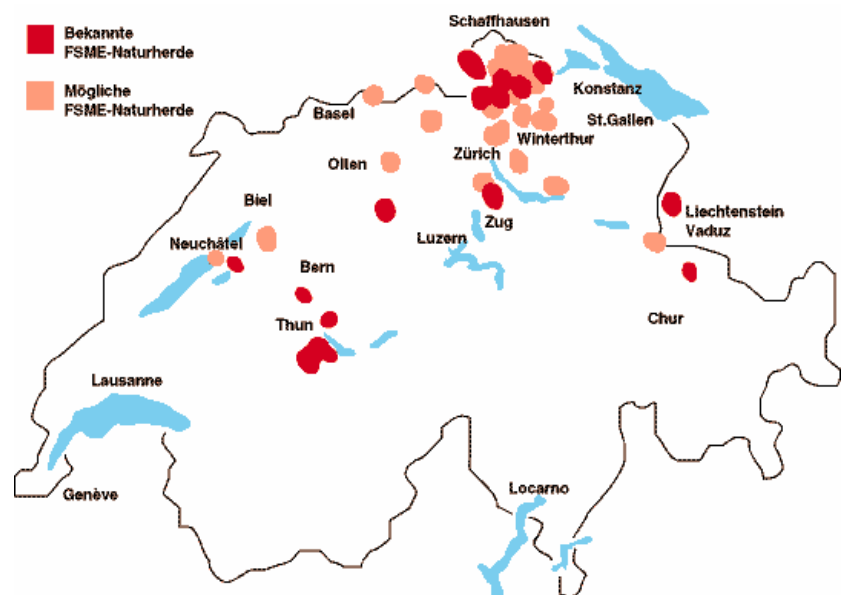 Bekannte
FSME-Naturherde
Mögliche
FSME-Naturherde
Schaffhausen
Konstanz
Basel
St.Gallen
Winterthur
Zürich
Olten
Biel
Zug
Liechtenstein
Vaduz
Luzern
Neuchâtel
Bern
Chur
Thun
Lausanne
Genève
Locarno